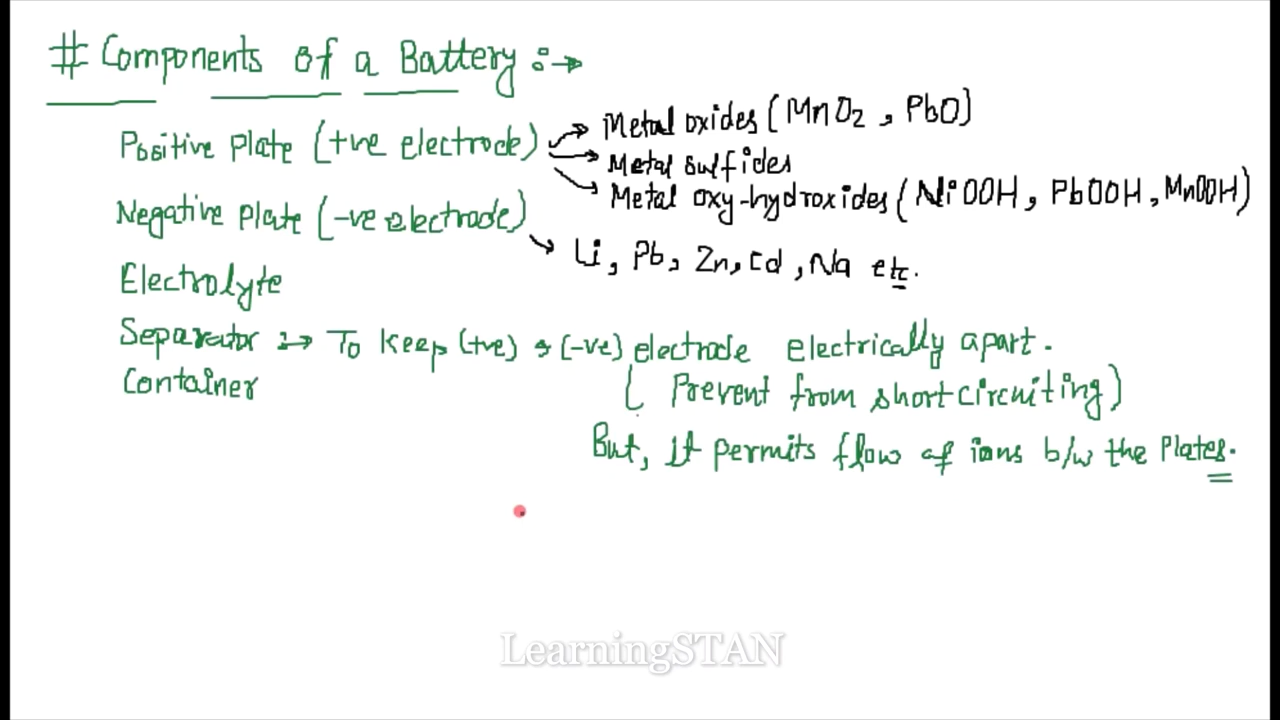 # Components of a Battery :→
Positive Plate (+ve electrode) → Metal oxides (MnO2, PbO)
→ Metal sulfides
→ Metal oxy-hydroxides (NiOOH, PbOOH, MnOOH)
Negative Plate (-ve electrode)
→ Li, Pb, Zn, Cd, Na etc.
Electrolyte
Separator :→ To keep (+ve) & (-ve) electrode electrically apart.
Container
(Prevent from short circuiting)
But, it permits flow of ions b/w the Plates.
LearningSTAN